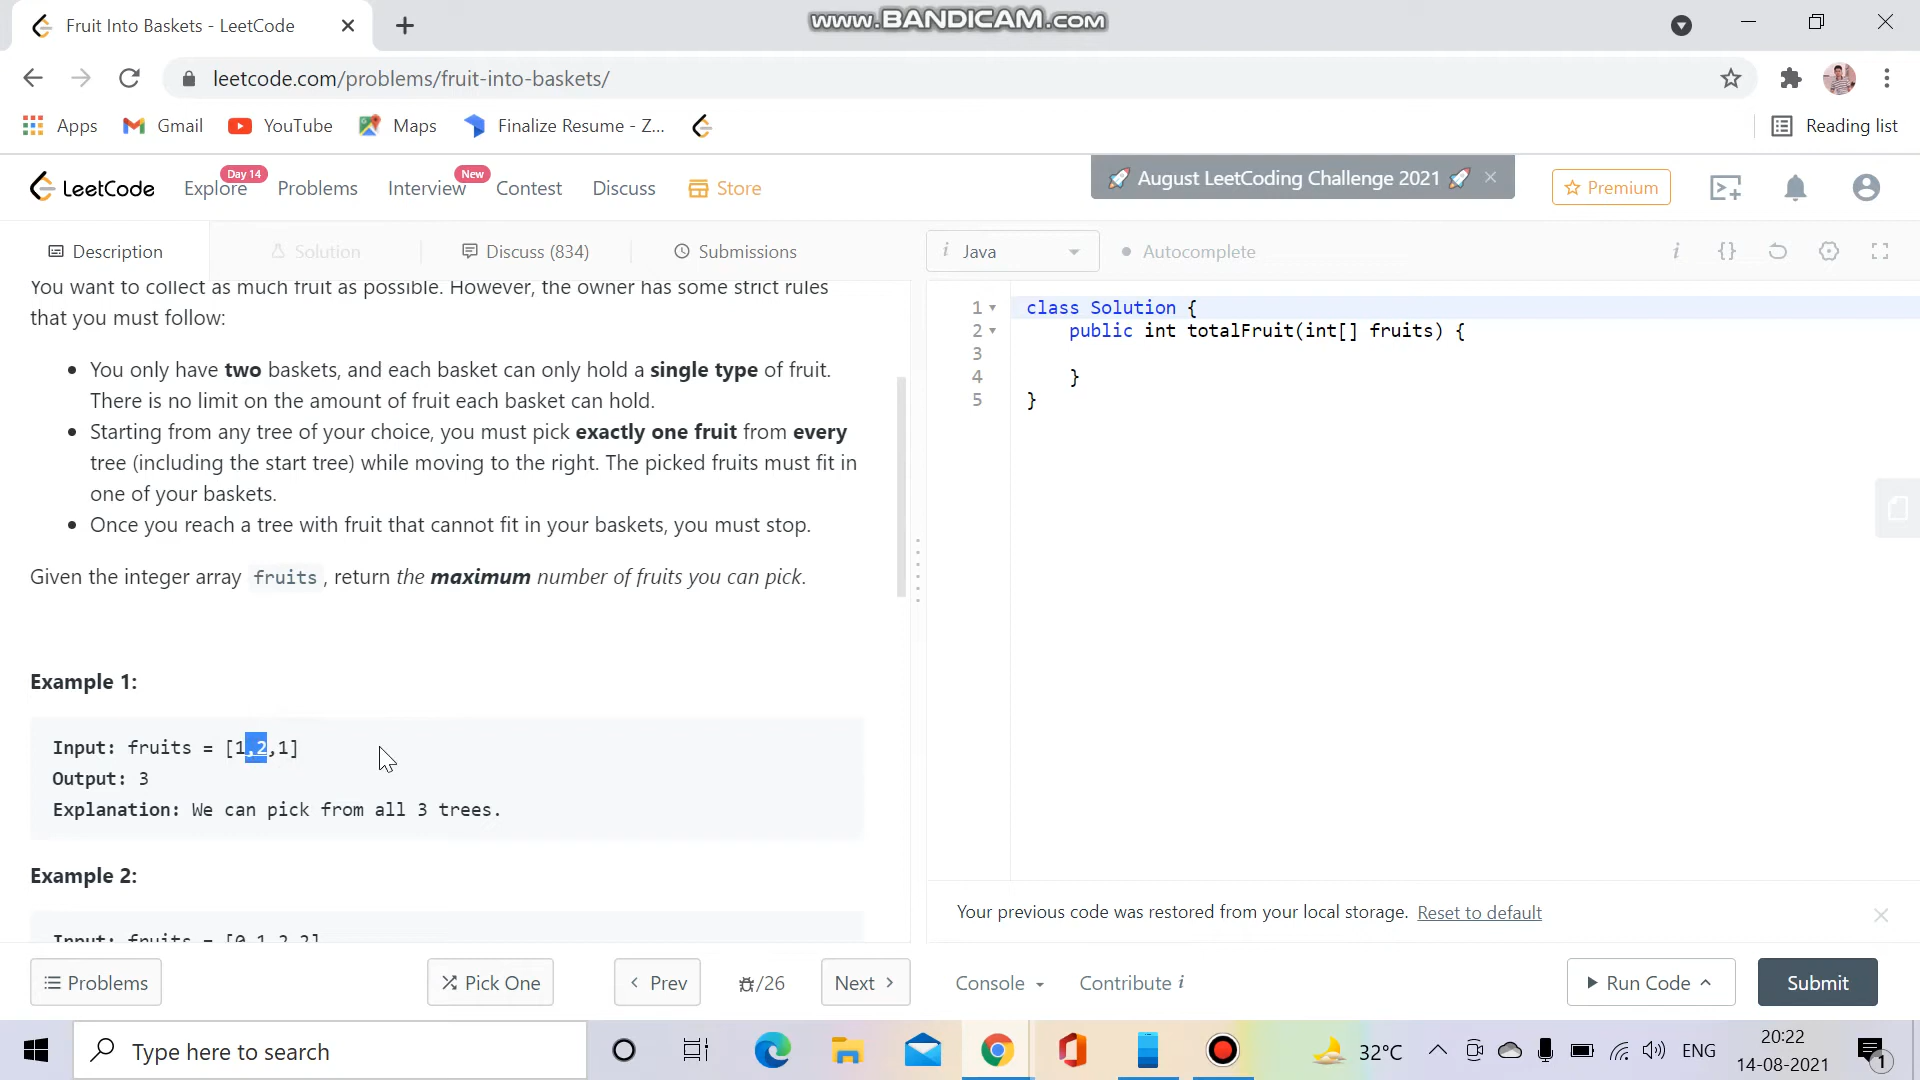 Fruit Into Baskets - LeetCode
www.BANDICAM.com
leetcode.com/problems/fruit-into-baskets/
Apps Gmail YouTube Maps Finalize Resume - Z... Reading list
LeetCode Explore Day 14 Problems Interview New Contest Discuss Store August LeetCoding Challenge 2021 Premium
Description Solution Discuss (834) Submissions
You want to collect as much fruit as possible. However, the owner has some strict rules
that you must follow:
• You only have two baskets, and each basket can only hold a single type of fruit.
There is no limit on the amount of fruit each basket can hold.
• Starting from any tree of your choice, you must pick exactly one fruit from every
tree (including the start tree) while moving to the right. The picked fruits must fit in
one of your baskets.
• Once you reach a tree with fruit that cannot fit in your baskets, you must stop.
Given the integer array fruits, return the maximum number of fruits you can pick.
Example 1:
Input: fruits = [1,2,1]
Output: 3
Explanation: We can pick from all 3 trees.
Example 2:
Input: fruits = [0,1,2,2]
i Java Autocomplete i {}
1 class Solution {
2 public int totalFruit(int[] fruits) {
3
4 }
5 }
Your previous code was restored from your local storage. Reset to default
Problems Pick One Prev /26 Next Console Contribute i Run Code Submit
Type here to search 32°C ENG 20:22
14-08-2021 1